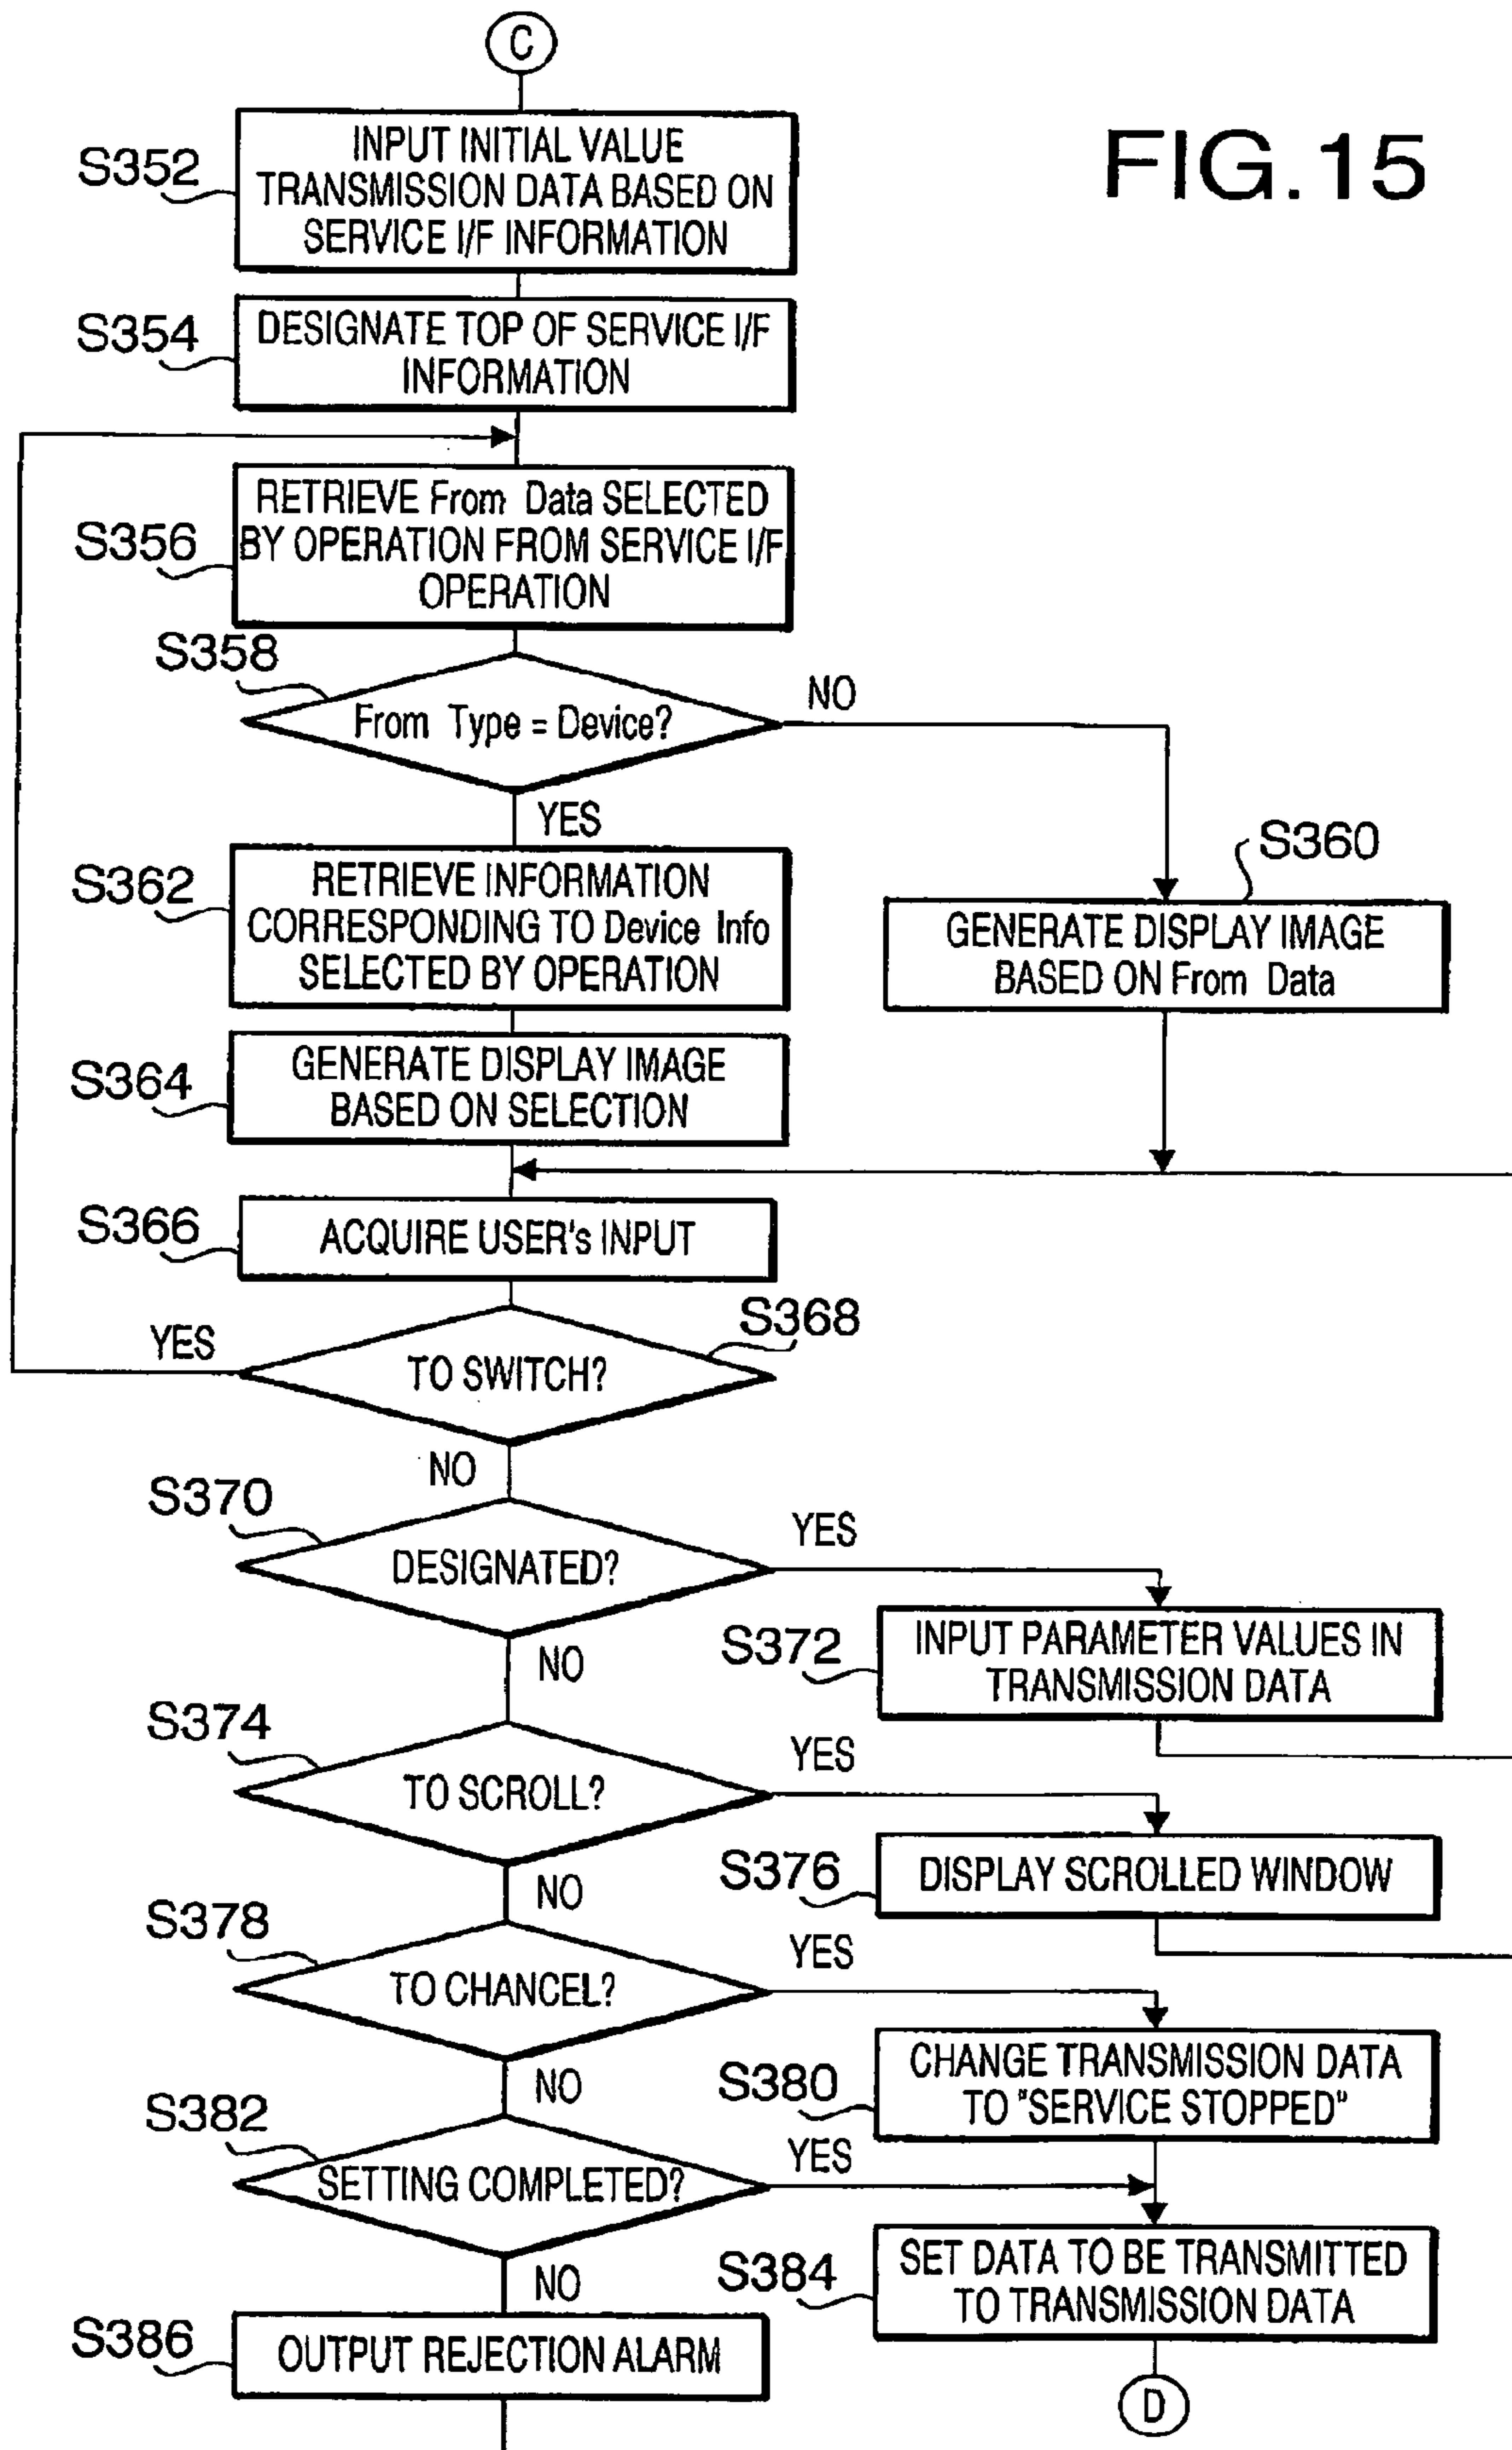 C
FIG.15
S352
INPUT INITIAL VALUE
TRANSMISSION DATA BASED ON
SERVICE I/F INFORMATION
S354
DESIGNATE TOP OF SERVICE I/F
INFORMATION
S356
RETRIEVE From Data SELECTED
BY OPERATION FROM SERVICE I/F
OPERATION
S358
From Type = Device?
NO
YES
S360
GENERATE DISPLAY IMAGE
BASED ON From Data
S362
RETRIEVE INFORMATION
CORRESPONDING TO Device Info
SELECTED BY OPERATION
S364
GENERATE DISPLAY IMAGE
BASED ON SELECTION
S366
ACQUIRE USER's INPUT
S368
YES
TO SWITCH?
NO
S370
DESIGNATED?
YES
NO
S372
INPUT PARAMETER VALUES IN
TRANSMISSION DATA
S374
TO SCROLL?
YES
NO
S376
DISPLAY SCROLLED WINDOW
S378
TO CHANCEL?
YES
NO
S380
CHANGE TRANSMISSION DATA
TO "SERVICE STOPPED"
S382
SETTING COMPLETED?
YES
NO
S384
SET DATA TO BE TRANSMITTED
TO TRANSMISSION DATA
S386
OUTPUT REJECTION ALARM
D